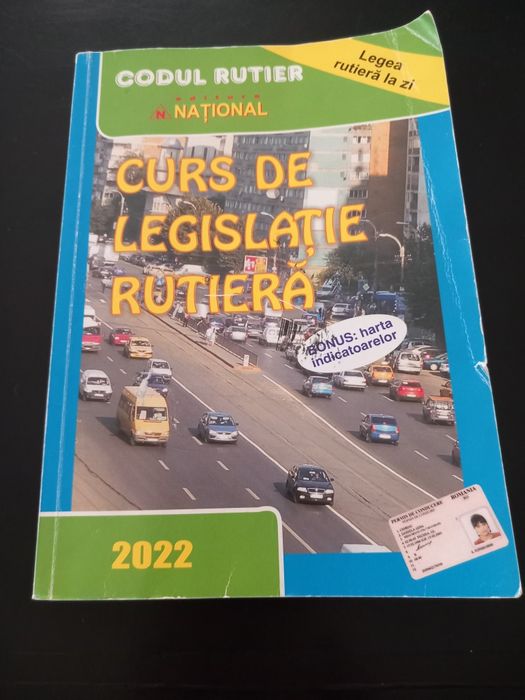 CODUL RUTIER
Legea
rutieră la zi
editura
N NAȚIONAL
CURS DE
LEGISLAȚIE
RUTIERĂ
BONUS: harta
indicatoarelor
PERMIS DE CONDUCERE ROMANIA
2022